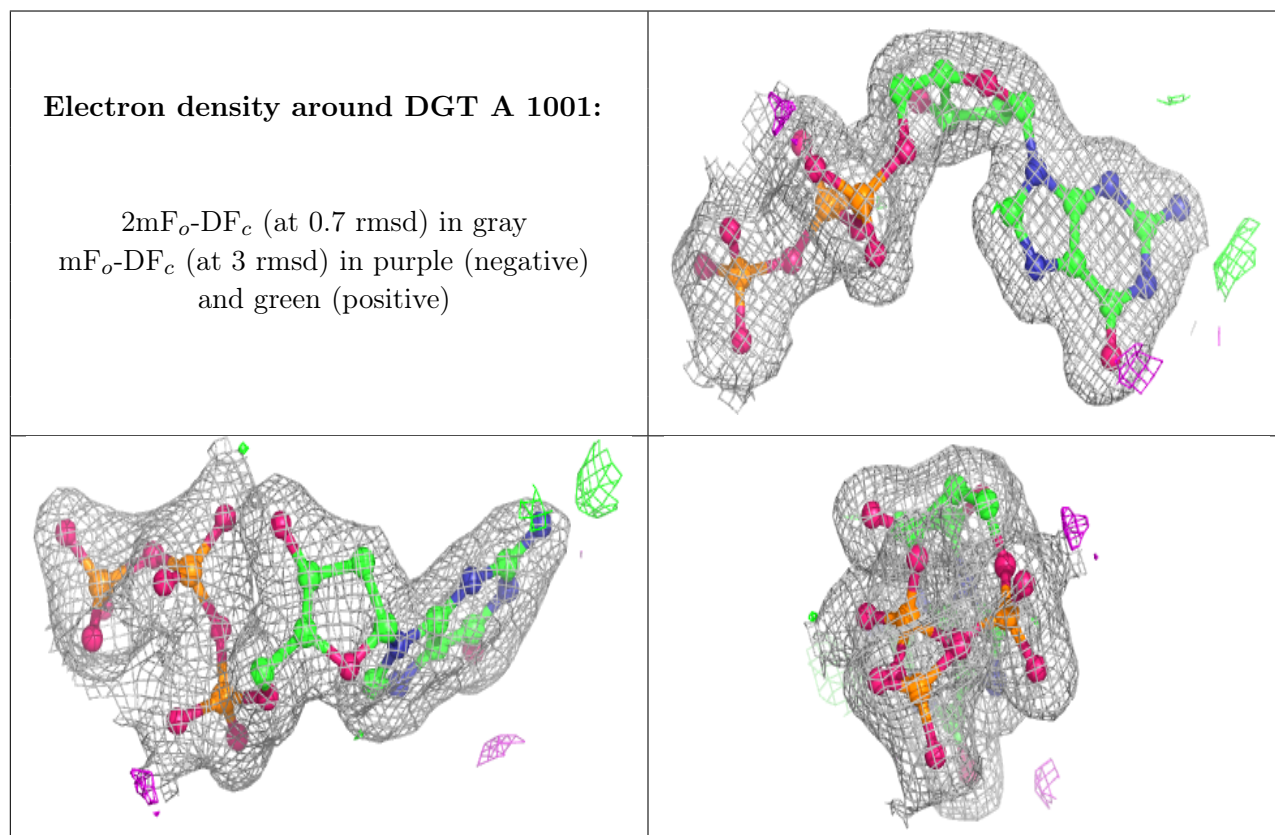 Electron density around DGT A 1001:
2mFo-DFc (at 0.7 rmsd) in gray
mFo-DFc (at 3 rmsd) in purple (negative)
and green (positive)